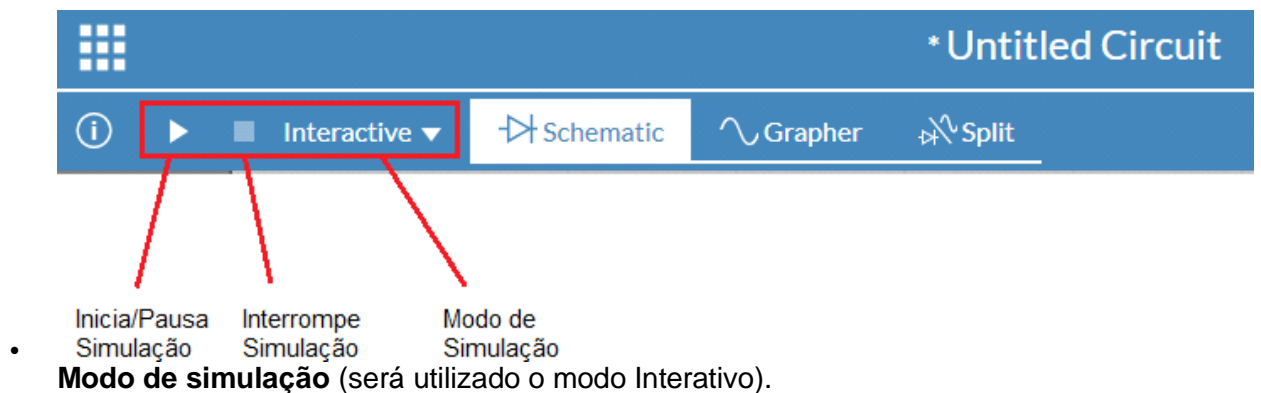 * Untitled Circuit
i Interactive Schematic Grapher Split
Inicia/Pausa Simulação
Interrompe Simulação
Modo de Simulação
• Modo de simulação (será utilizado o modo Interativo).